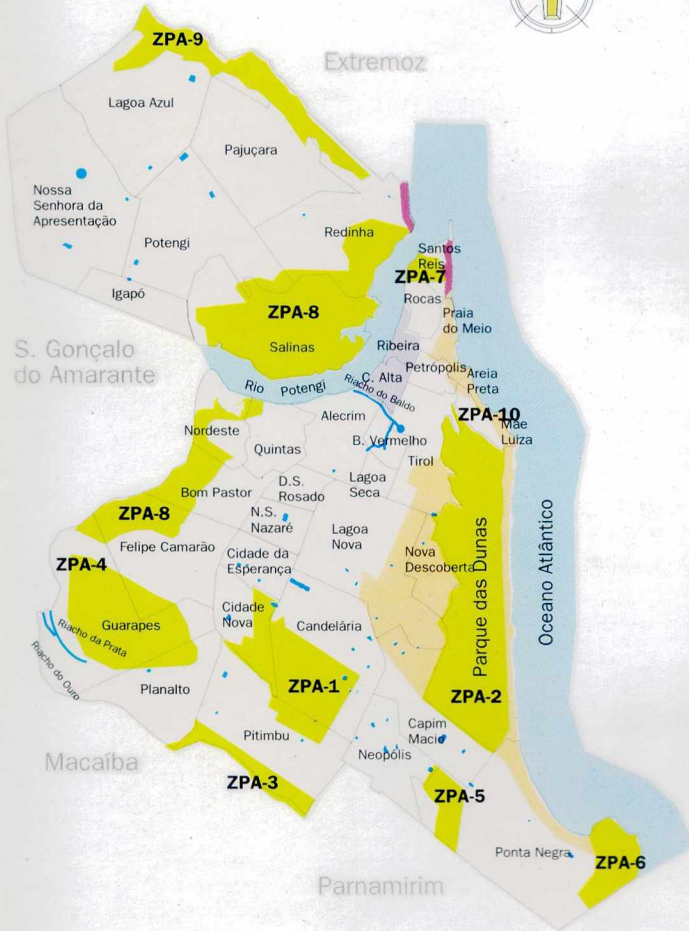 ZPA-9
Extremoz
Lagoa Azul
Pajuçara
Nossa
Senhora da
Apresentação
Potengi
Redinha
Igapó
Santos
Reis
ZPA-7
Rocas
ZPA-8
Praia
do Meio
Salinas
Ribeira
S. Gonçalo
do Amarante
Petrópolis
Areia
Preta
C. Alta
Rio Potengi
Riacho do Baldo
Alecrim
ZPA-10
Mãe
Luiza
Nordeste
Quintas
B. Vermelho
Tirol
Bom Pastor
D.S.
Rosado
Lagoa
Seca
ZPA-8
N.S.
Nazaré
Lagoa
Nova
Felipe Camarão
Cidade da
Esperança
Nova
Descoberta
Parque das Dunas
Oceano Atlântico
ZPA-4
Guarapes
Cidade
Nova
Candelária
Riacho da Prata
Riacho do Ouro
Planalto
ZPA-1
ZPA-2
Pitimbu
Capim
Macio
Neopólis
Macaíba
ZPA-3
ZPA-5
Ponta Negra
ZPA-6
Parnamirim